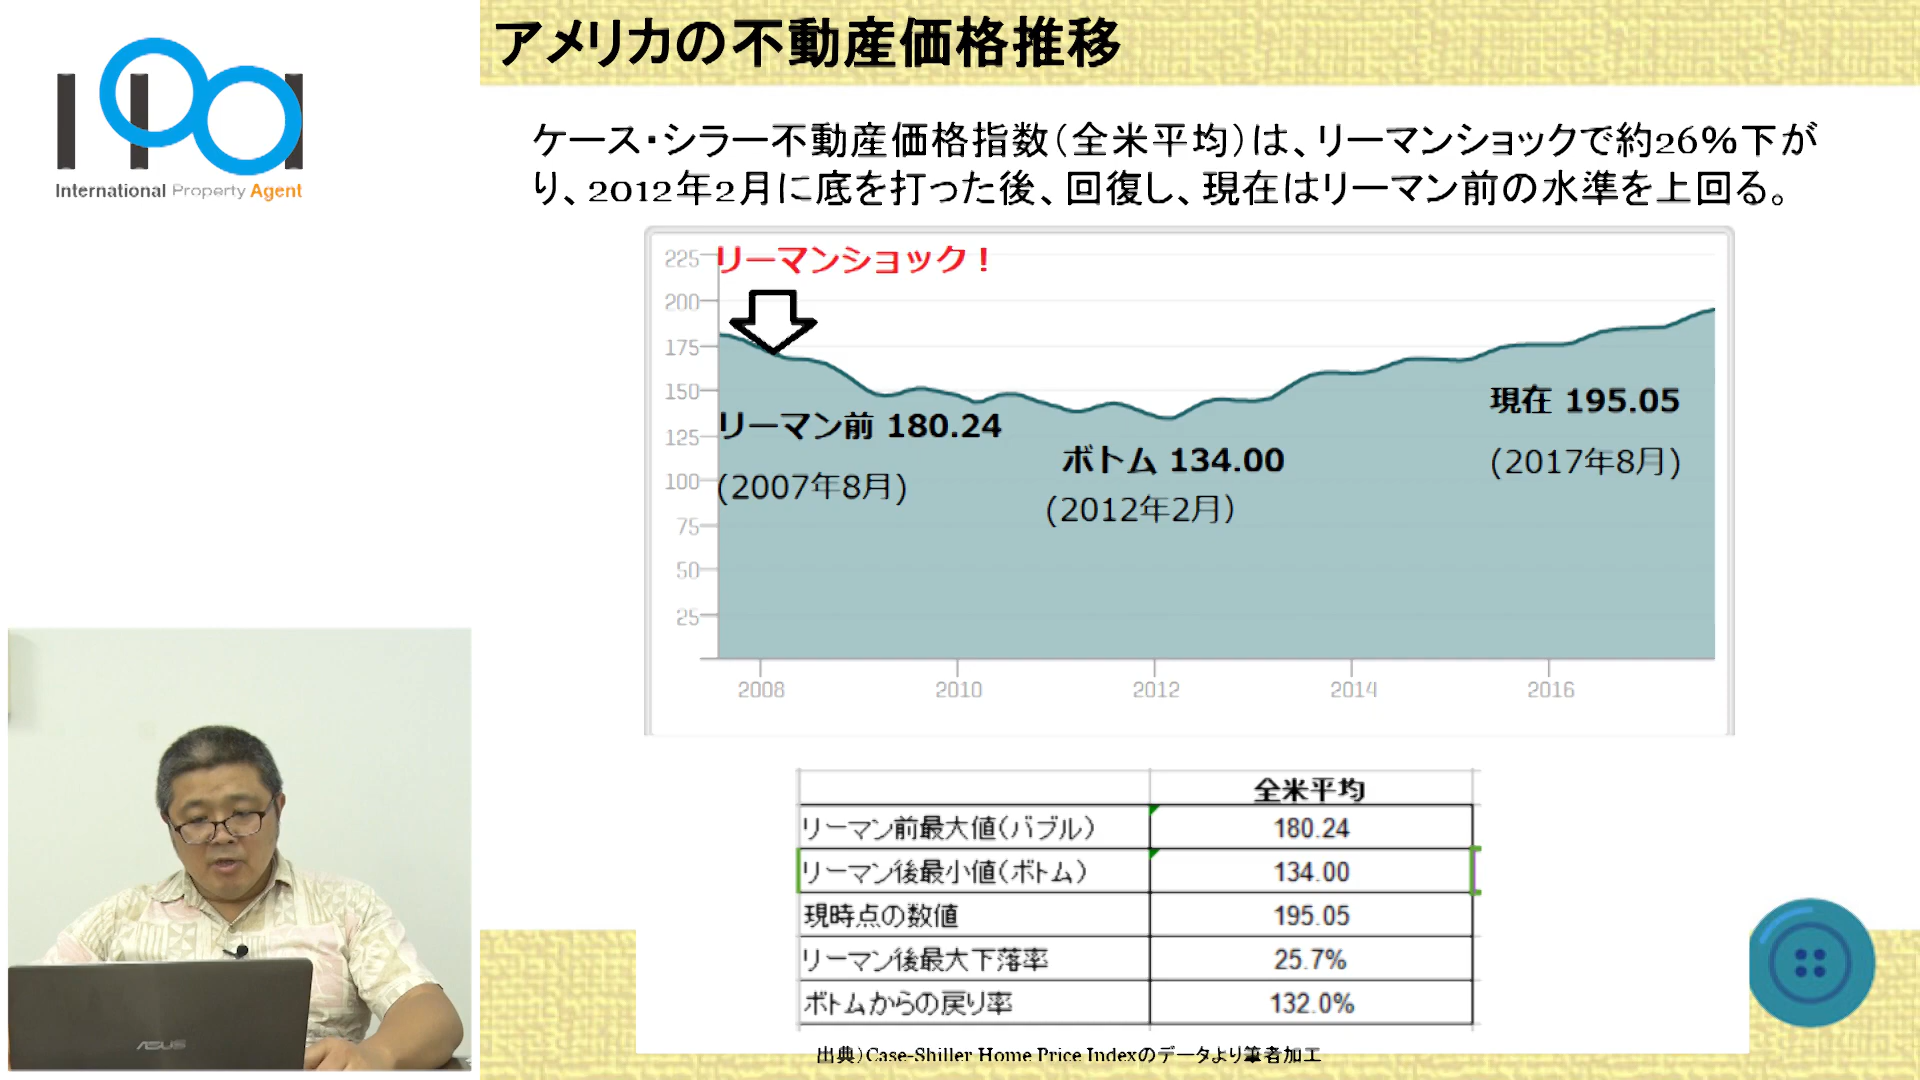 アメリカの不動産価格推移
International Property Agent
ケース・シラー不動産価格指数(全米平均)は、リーマンショックで約26%下が
り、2012年2月に底を打った後、回復し、現在はリーマン前の水準を上回る。
225
リーマンショック！
200
175
150
125
100
75
50
25
リーマン前 180.24
(2007年8月)
ボトム 134.00
(2012年2月)
現在 195.05
(2017年8月)
2008 2010 2012 2014 2016
全米平均
リーマン前最大値(バブル) 180.24
リーマン後最小値(ボトム) 134.00
現時点の数値 195.05
リーマン後最大下落率 25.7%
ボトムからの戻り率 132.0%
出典)Case-Shiller Home Price Indexのデータより筆者加工
ASUS